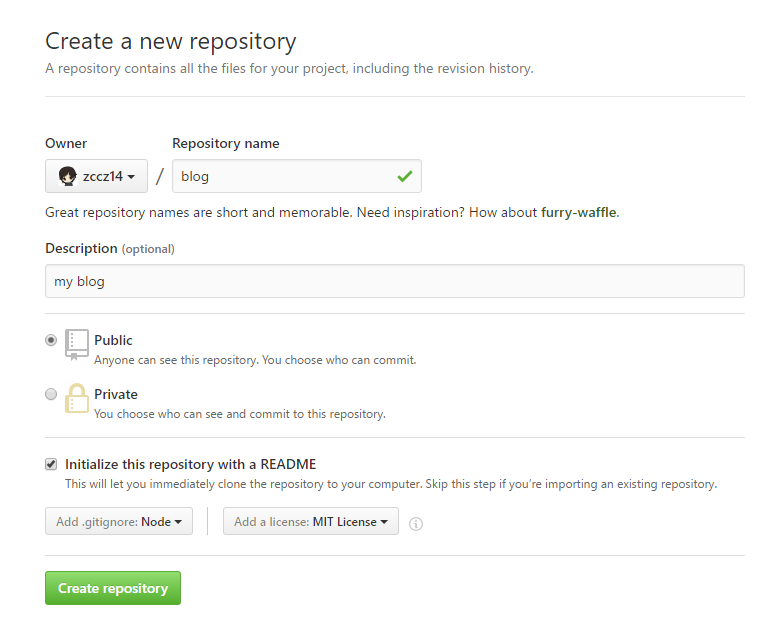 Create a new repository
A repository contains all the files for your project, including the revision history.
Owner Repository name
zccz14 / blog
Great repository names are short and memorable. Need inspiration? How about furry-waffle.
Description (optional)
my blog
Public
Anyone can see this repository. You choose who can commit.
Private
You choose who can see and commit to this repository.
Initialize this repository with a README
This will let you immediately clone the repository to your computer. Skip this step if you’re importing an existing repository.
Add .gitignore: Node Add a license: MIT License
Create repository